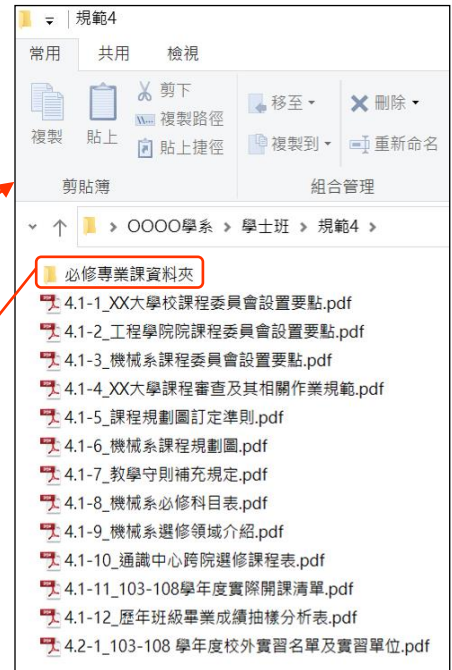 規範4
常用 共用 檢視
複製
貼上
剪下
複製路徑
貼上捷徑
移至
複製到
刪除
重新命名
剪貼簿
組合管理
OOOO學系 > 學士班 > 規範4 >
必修專業課資料夾
4.1-1_XX大學校課程委員會設置要點.pdf
4.1-2_工程學院院課程委員會設置要點.pdf
4.1-3_機械系課程委員會設置要點.pdf
4.1-4_XX大學課程審查及其相關作業規範.pdf
4.1-5_課程規劃圖訂定準則.pdf
4.1-6_機械系課程規劃圖.pdf
4.1-7_教學守則補充規定.pdf
4.1-8_機械系必修科目表.pdf
4.1-9_機械系選修領域介紹.pdf
4.1-10_通識中心跨院選修課程表.pdf
4.1-11_103-108學年度實際開課清單.pdf
4.1-12_歷年班級畢業成績抽樣分析表.pdf
4.2-1_103-108 學年度校外實習名單及實習單位.pdf